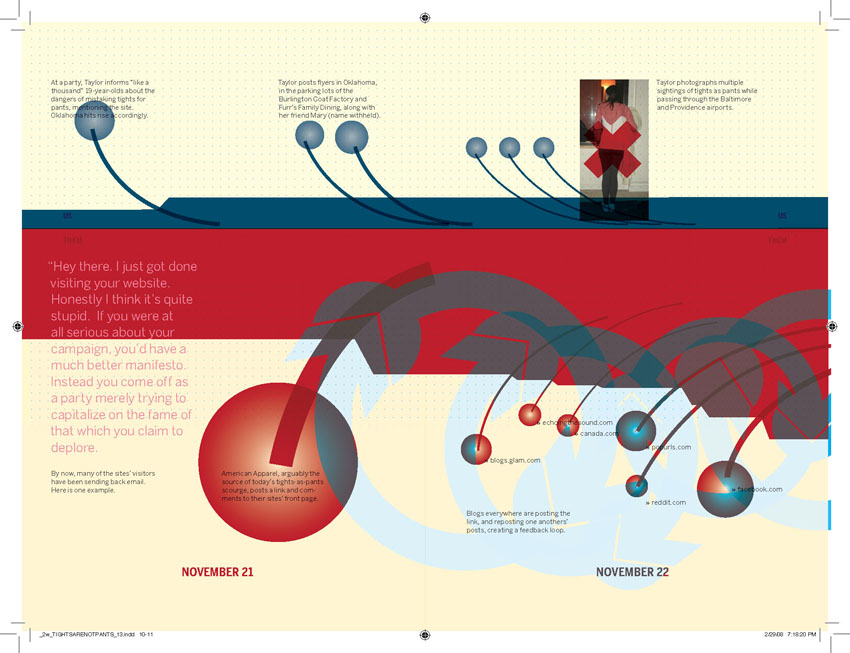 At a party, Taylor informs "like a
thousand" 19-year-olds about the
dangers of mistaking tights for
pants, mentioning the site.
Oklahoma hits rise accordingly.
Taylor posts flyers in Oklahoma,
in the parking lots of the
Burlington Coat Factory and
Furr's Family Dining, along with
her friend Mary (name withheld).
Taylor photographs multiple
sightings of tights as pants while
passing through the Baltimore
and Providence airports.
US
US
THEM
THEM
"Hey there. I just got done
visiting your website.
Honestly I think it's quite
stupid. If you were at
all serious about your
campaign, you'd have a
much better manifesto.
Instead you come off as
a party merely trying to
capitalize on the fame of
that which you claim to
deplore.
By now, many of the sites' visitors
have been sending back email.
Here is one example.
American Apparel, arguably the
source of today's tights-as-pants
scourge, posts a link and com-
ments to their sites' front page.
» echoingthesound.com
» canada.com
» popurls.com
» blogs.glam.com
» facebook.com
» reddit.com
Blogs everywhere are posting the
link, and reposting one anothers'
posts, creating a feedback loop.
NOVEMBER 21
NOVEMBER 22
_2w_TIGHTSARENOTPANTS_13.indd 10-11
2/29/08 7:18:20 PM